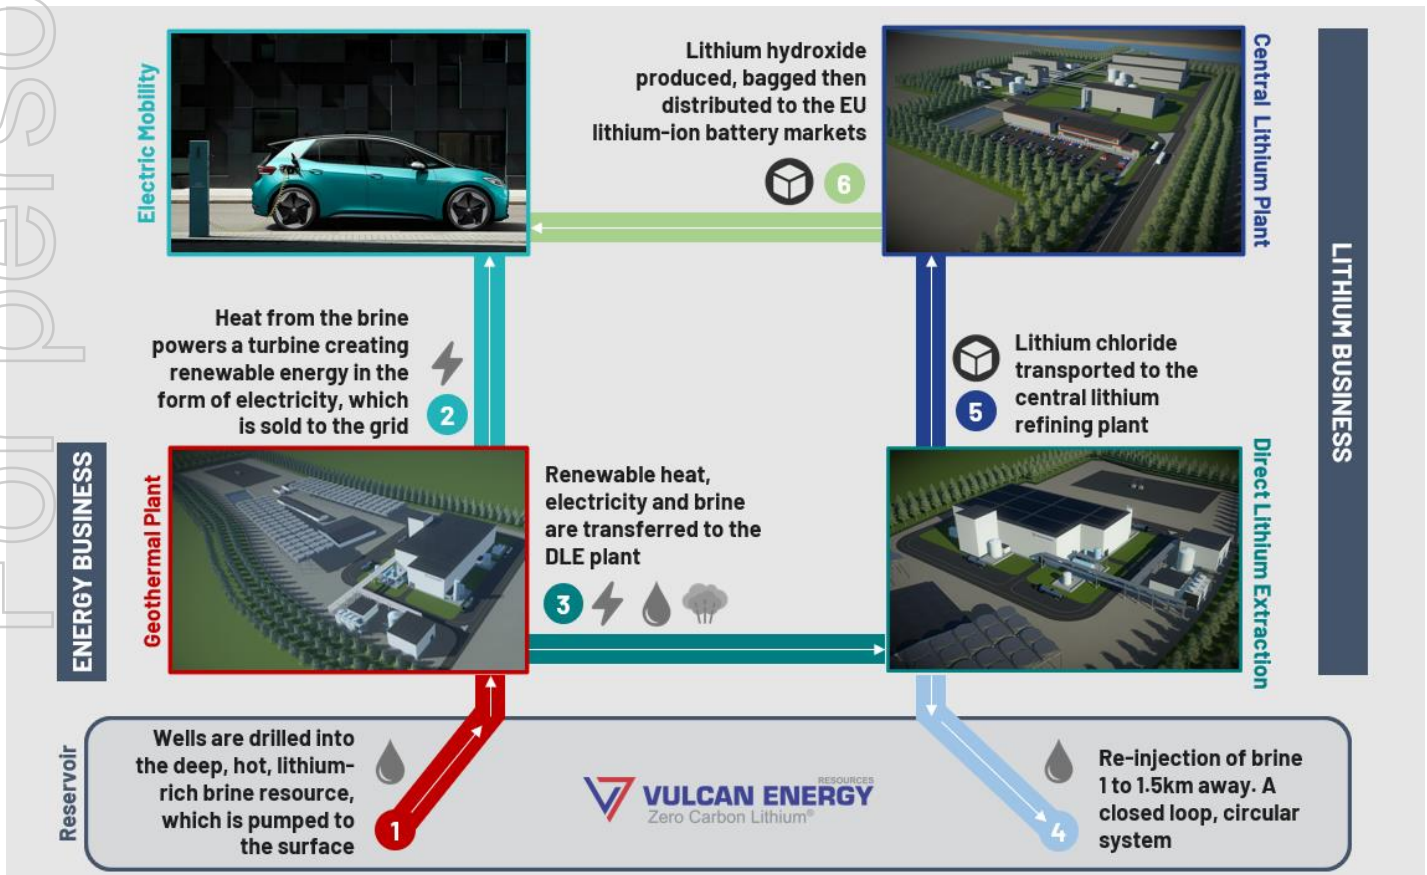 For perso
Electric Mobility
Lithium hydroxide
produced, bagged then
distributed to the EU
lithium-ion battery markets
6
Central Lithium Plant
LITHIUM BUSINESS
Heat from the brine
powers a turbine creating
renewable energy in the
form of electricity, which
is sold to the grid
2
Lithium chloride
transported to the
central lithium
refining plant
5
ENERGY BUSINESS
Geothermal Plant
Renewable heat,
electricity and brine
are transferred to the
DLE plant
3
Direct Lithium Extraction
Reservoir
Wells are drilled into
the deep, hot, lithium-
rich brine resource,
which is pumped to
the surface
1
RESOURCES
VULCAN ENERGY
Zero Carbon Lithium®
4
Re-injection of brine
1 to 1.5km away. A
closed loop, circular
system